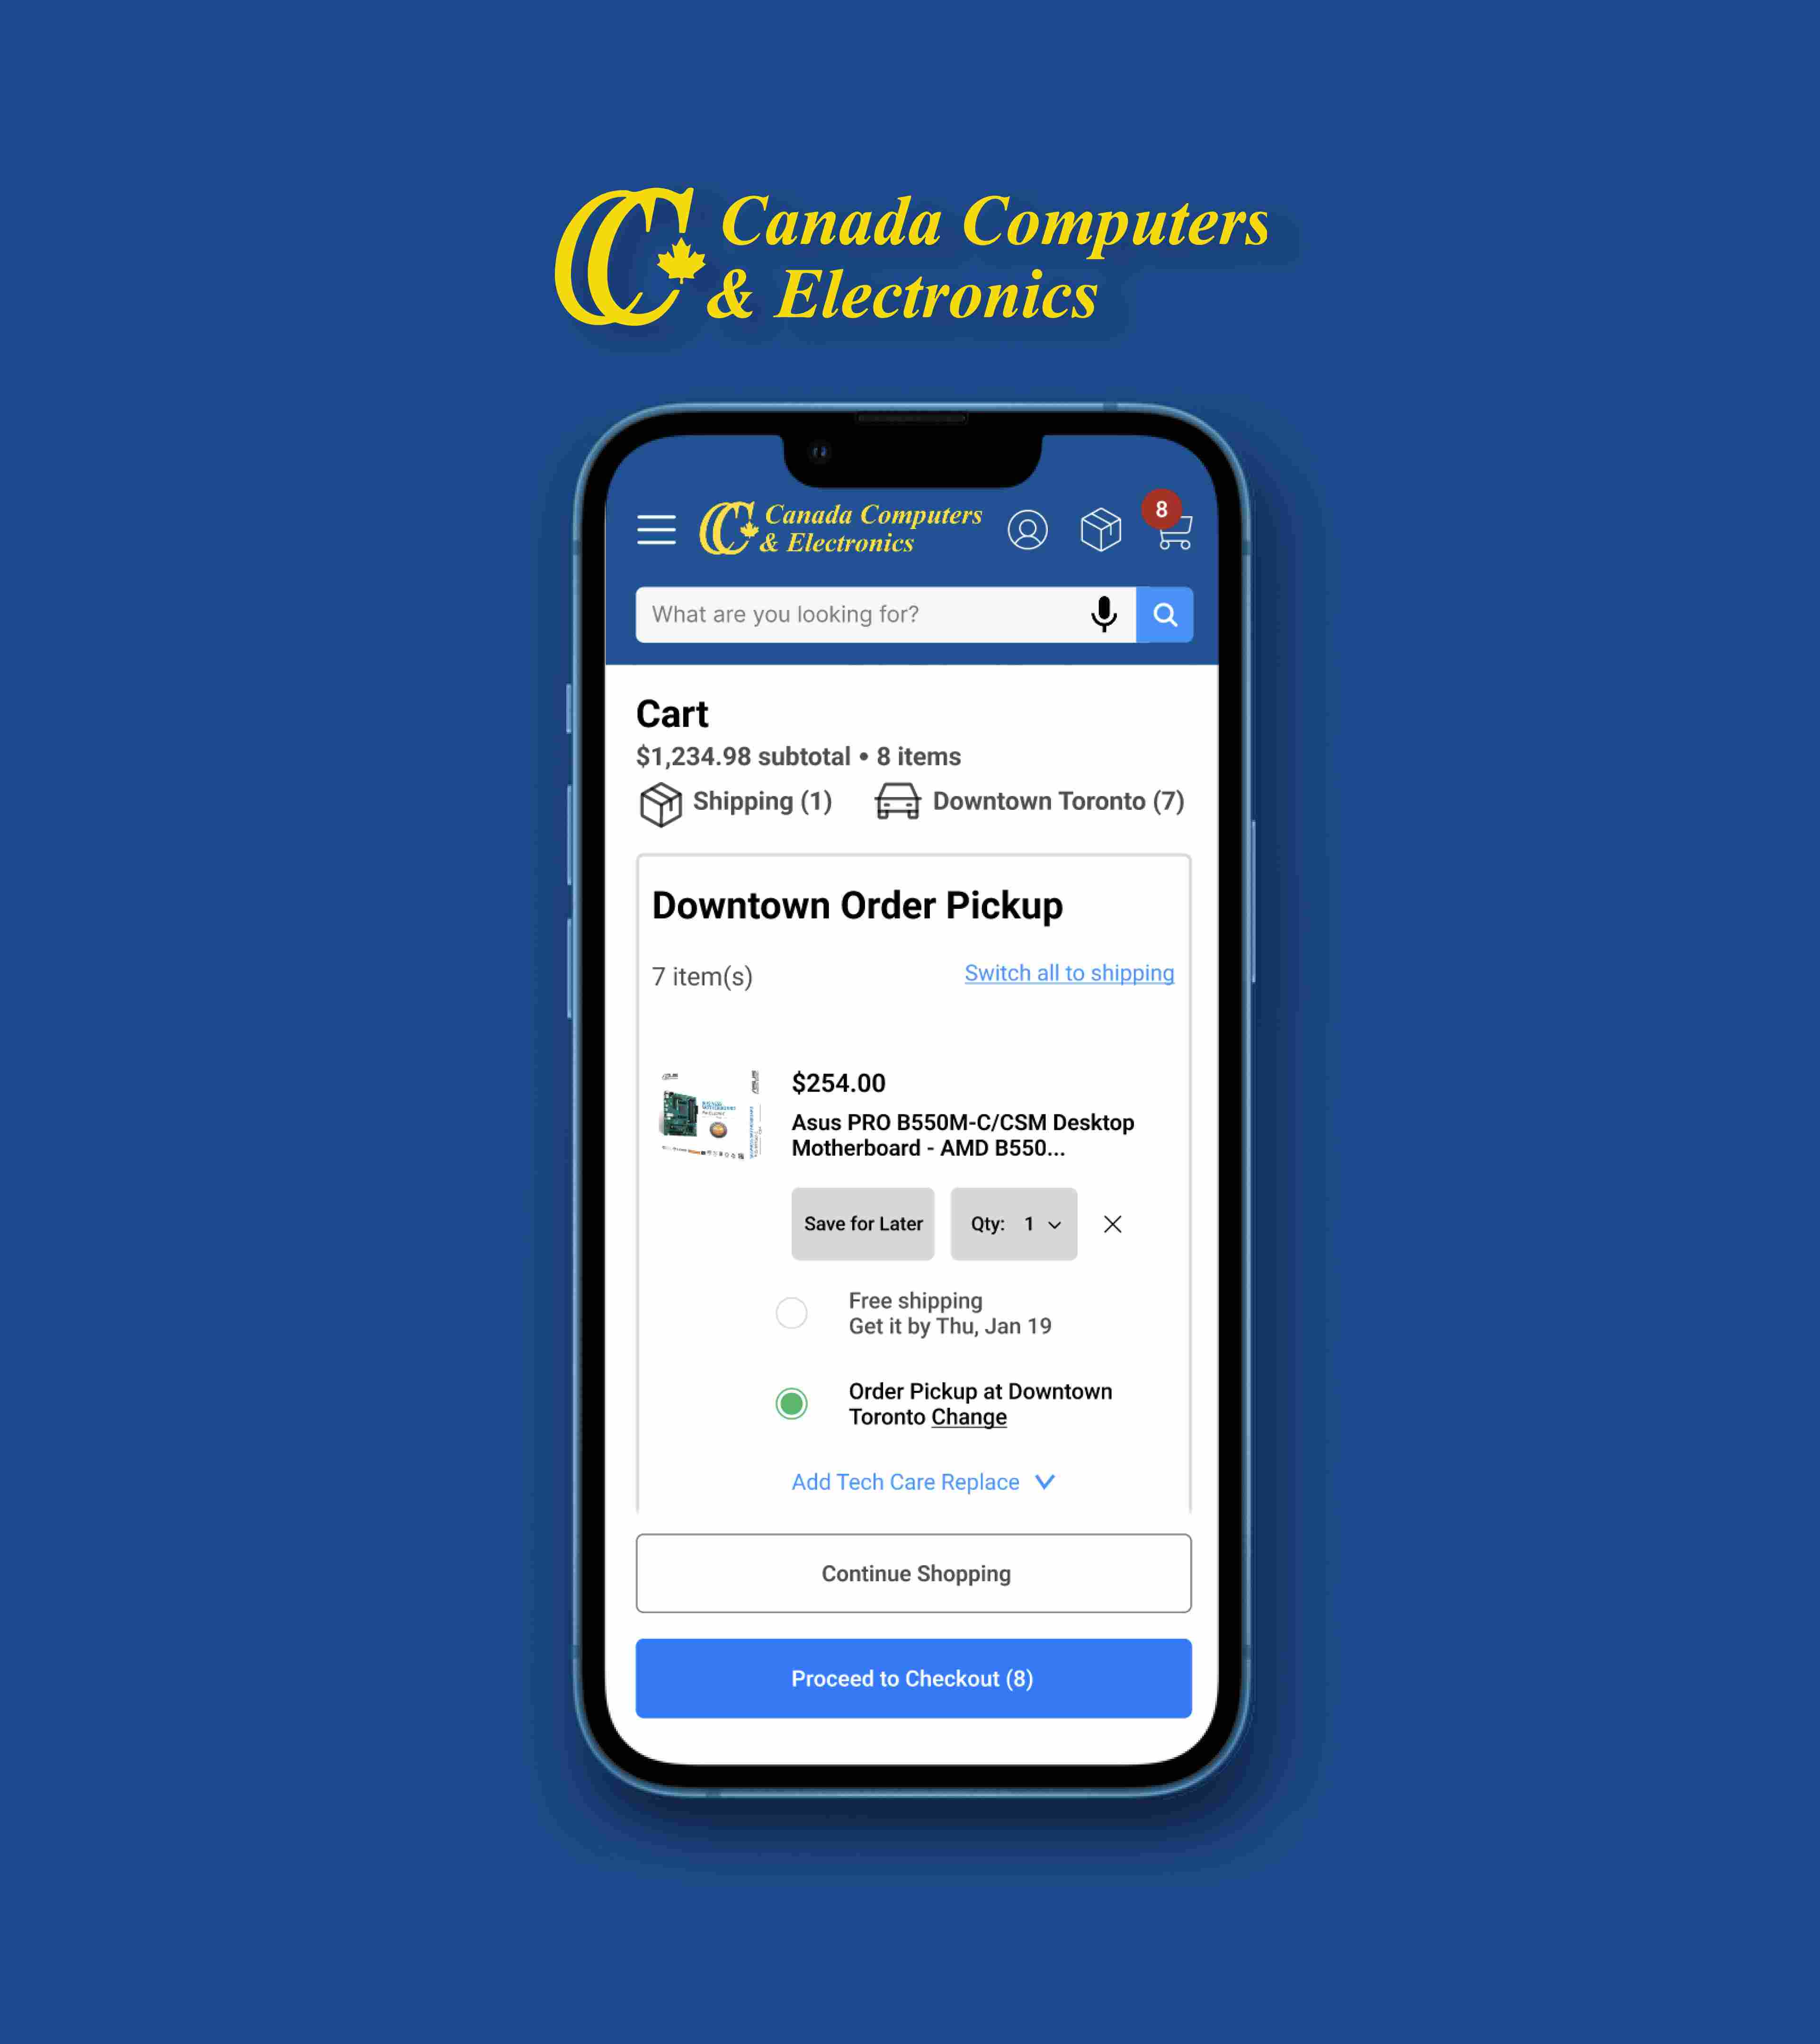 Canada Computers
& Electronics
Canada Computers
& Electronics
8
What are you looking for?
Cart
$1,234.98 subtotal • 8 items
Shipping (1)
Downtown Toronto (7)
Downtown Order Pickup
7 item(s)
Switch all to shipping
$254.00
Asus PRO B550M-C/CSM Desktop
Motherboard - AMD B550...
Save for Later
Qty: 1
Free shipping
Get it by Thu, Jan 19
Order Pickup at Downtown
Toronto Change
Add Tech Care Replace
Continue Shopping
Proceed to Checkout (8)